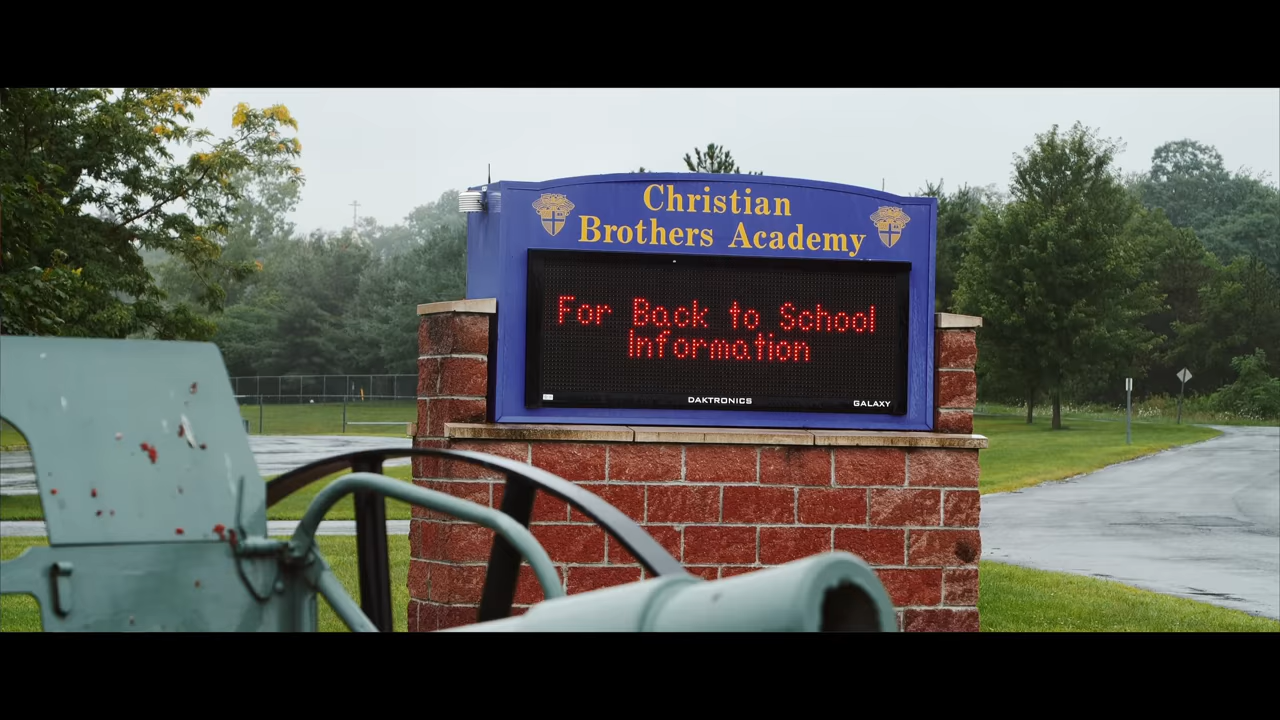 Christian
Brothers Academy
For Back to School
Information
DAKTRONICS
GALAXY